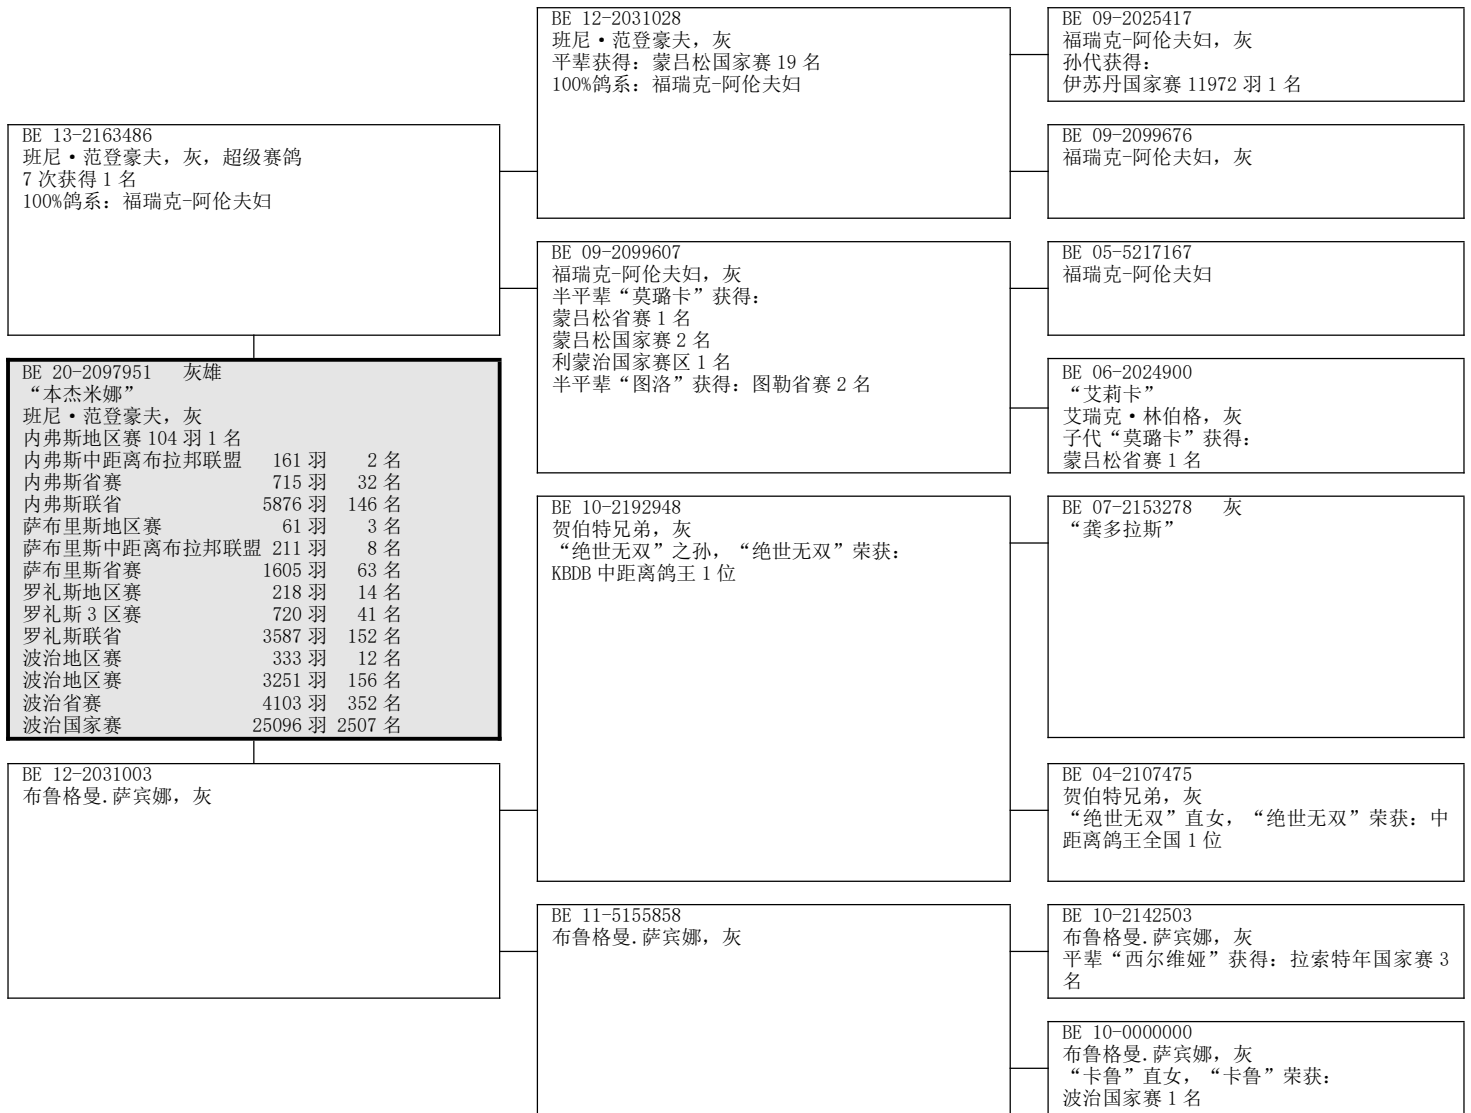 BE 13-2163486
班尼·范登豪夫，灰，超级赛鸽
7 次获得 1 名
100%鸽系：福瑞克-阿伦夫妇
BE 20-2097951 灰雄
“本杰米娜”
班尼·范登豪夫，灰
内弗斯地区赛 104 羽 1 名
内弗斯中距离布拉邦联盟 161 羽 2 名
内弗斯省赛 715 羽 32 名
内弗斯联省 5876 羽 146 名
萨布里斯地区赛 61 羽 3 名
萨布里斯中距离布拉邦联盟 211 羽 8 名
萨布里斯省赛 1605 羽 63 名
罗礼斯地区赛 218 羽 14 名
罗礼斯 3 区赛 720 羽 41 名
罗礼斯联省 3587 羽 152 名
波治地区赛 333 羽 12 名
波治地区赛 3251 羽 156 名
波治省赛 4103 羽 352 名
波治国家赛 25096 羽 2507 名
BE 12-2031003
布鲁格曼.萨宾娜，灰
BE 12-2031028
班尼·范登豪夫，灰
平辈获得：蒙吕松国家赛 19 名
100%鸽系：福瑞克-阿伦夫妇
BE 09-2099607
福瑞克-阿伦夫妇，灰
半平辈“莫璐卡”获得：
蒙吕松省赛 1 名
蒙吕松国家赛 2 名
利蒙治国家赛区 1 名
半平辈“图洛”获得：图勒省赛 2 名
BE 10-2192948
贺伯特兄弟，灰
“绝世无双”之孙，“绝世无双”荣获：
KBDB 中距离鸽王 1 位
BE 11-5155858
布鲁格曼.萨宾娜，灰
BE 09-2025417
福瑞克-阿伦夫妇，灰
孙代获得：
伊苏丹国家赛 11972 羽 1 名
BE 09-2099676
福瑞克-阿伦夫妇，灰
BE 05-5217167
福瑞克-阿伦夫妇
BE 06-2024900
“艾莉卡”
艾瑞克·林伯格，灰
子代“莫璐卡”获得：
蒙吕松省赛 1 名
BE 07-2153278 灰
“龚多拉斯”
BE 04-2107475
贺伯特兄弟，灰
“绝世无双”直女，“绝世无双”荣获：中
距离鸽王全国 1 位
BE 10-2142503
布鲁格曼.萨宾娜，灰
平辈“西尔维娅”获得：拉索特年国家赛 3
名
BE 10-0000000
布鲁格曼.萨宾娜，灰
“卡鲁”直女，“卡鲁”荣获：
波治国家赛 1 名